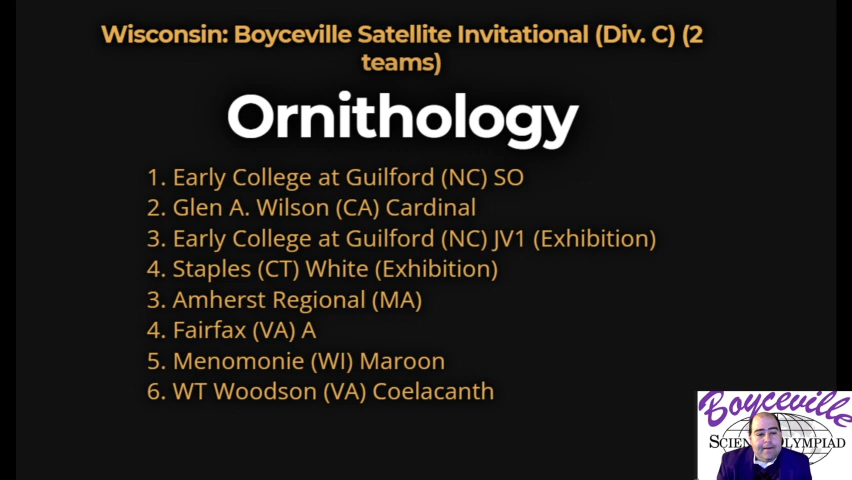 Wisconsin: Boyceville Satellite Invitational (Div. C) (2
teams)
Ornithology
1. Early College at Guilford (NC) SO
2. Glen A. Wilson (CA) Cardinal
3. Early College at Guilford (NC) JV1 (Exhibition)
4. Staples (CT) White (Exhibition)
3. Amherst Regional (MA)
4. Fairfax (VA) A
5. Menomonie (WI) Maroon
6. WT Woodson (VA) Coelacanth
Boyceville